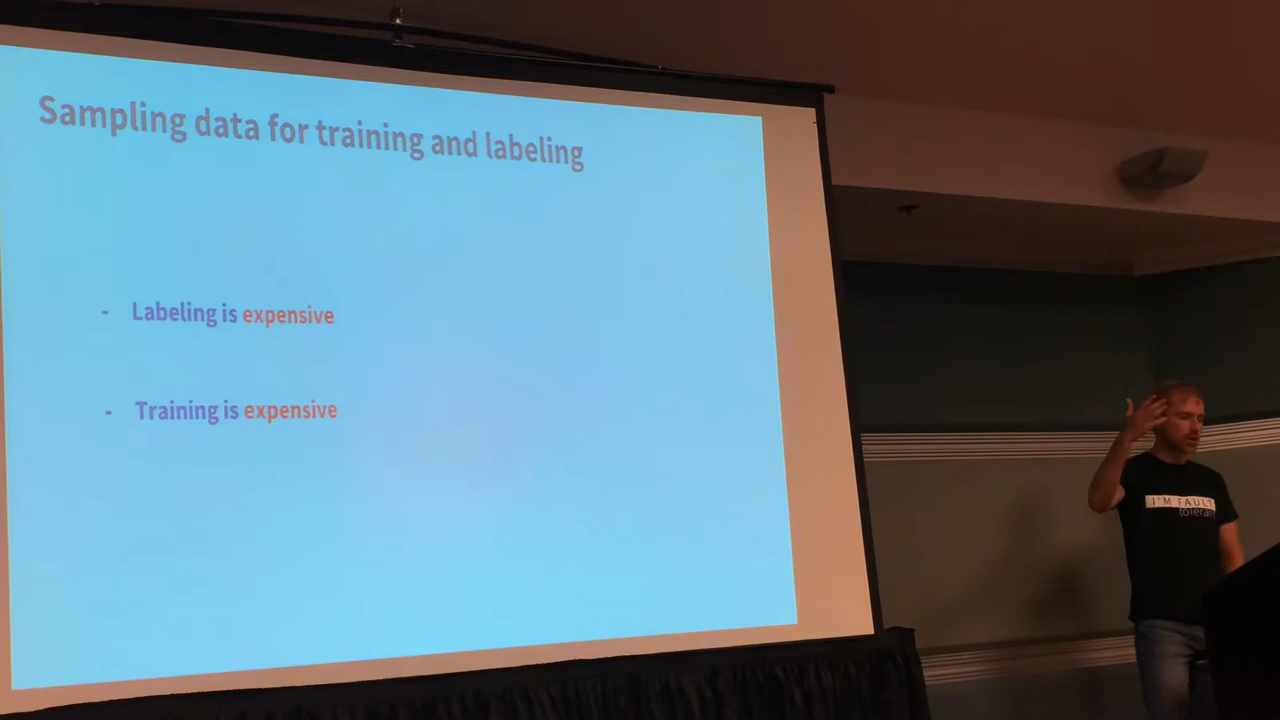 Sampling data for training and labeling
- Labeling is expensive
- Training is expensive
I'M FAULT